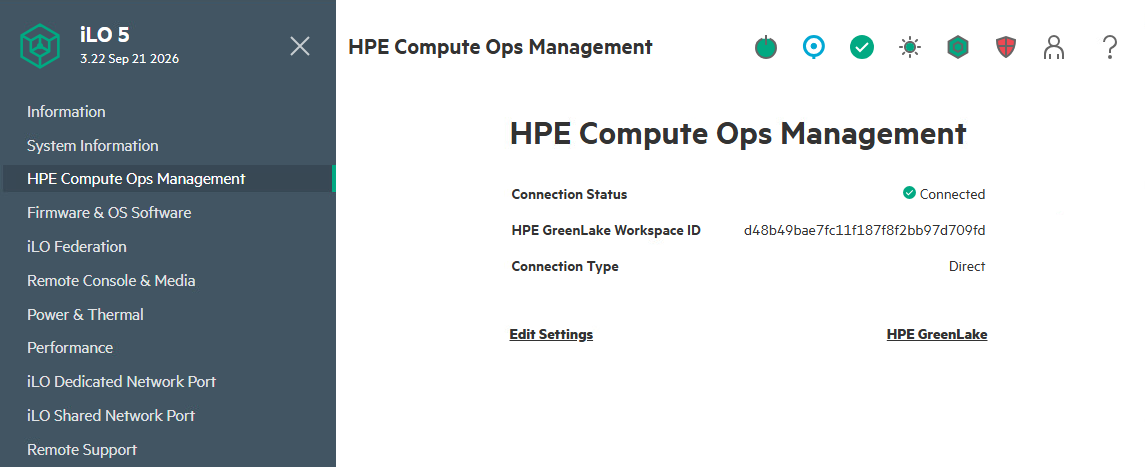 iLO 5
3.22 Sep 21 2026
HPE Compute Ops Management
Information
System Information
HPE Compute Ops Management
Firmware & OS Software
iLO Federation
Remote Console & Media
Power & Thermal
Performance
iLO Dedicated Network Port
iLO Shared Network Port
Remote Support
HPE Compute Ops Management
Connection Status Connected
HPE GreenLake Workspace ID d48b49bae7fc11f187f8f2bb97d709fd
Connection Type Direct
Edit Settings HPE GreenLake